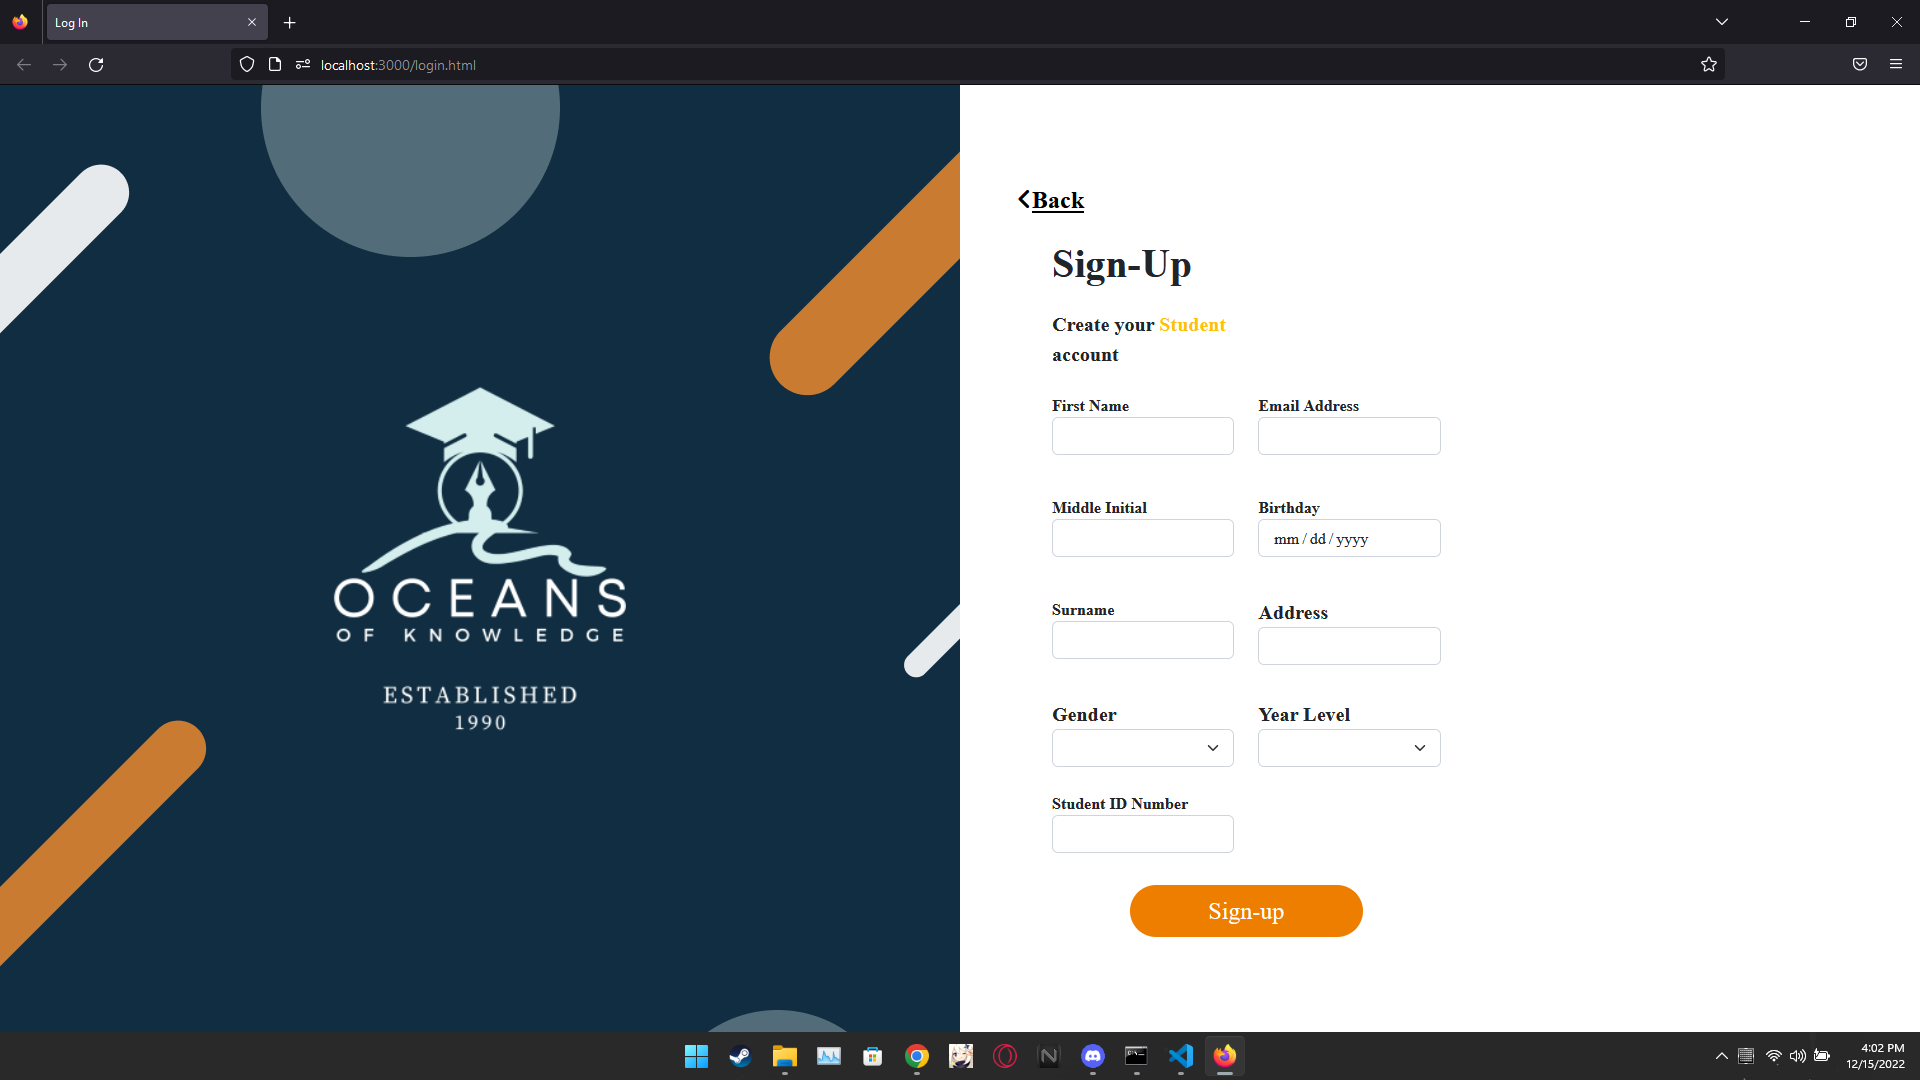 Log In
localhost:3000/login.html
OCEANS
OF KNOWLEDGE
ESTABLISHED
1990
Back
Sign-Up
Create your Student
account
First Name
Email Address
Middle Initial
Birthday
mm / dd / yyyy
Surname
Address
Gender
Year Level
Student ID Number
Sign-up
4:02 PM
12/15/2022